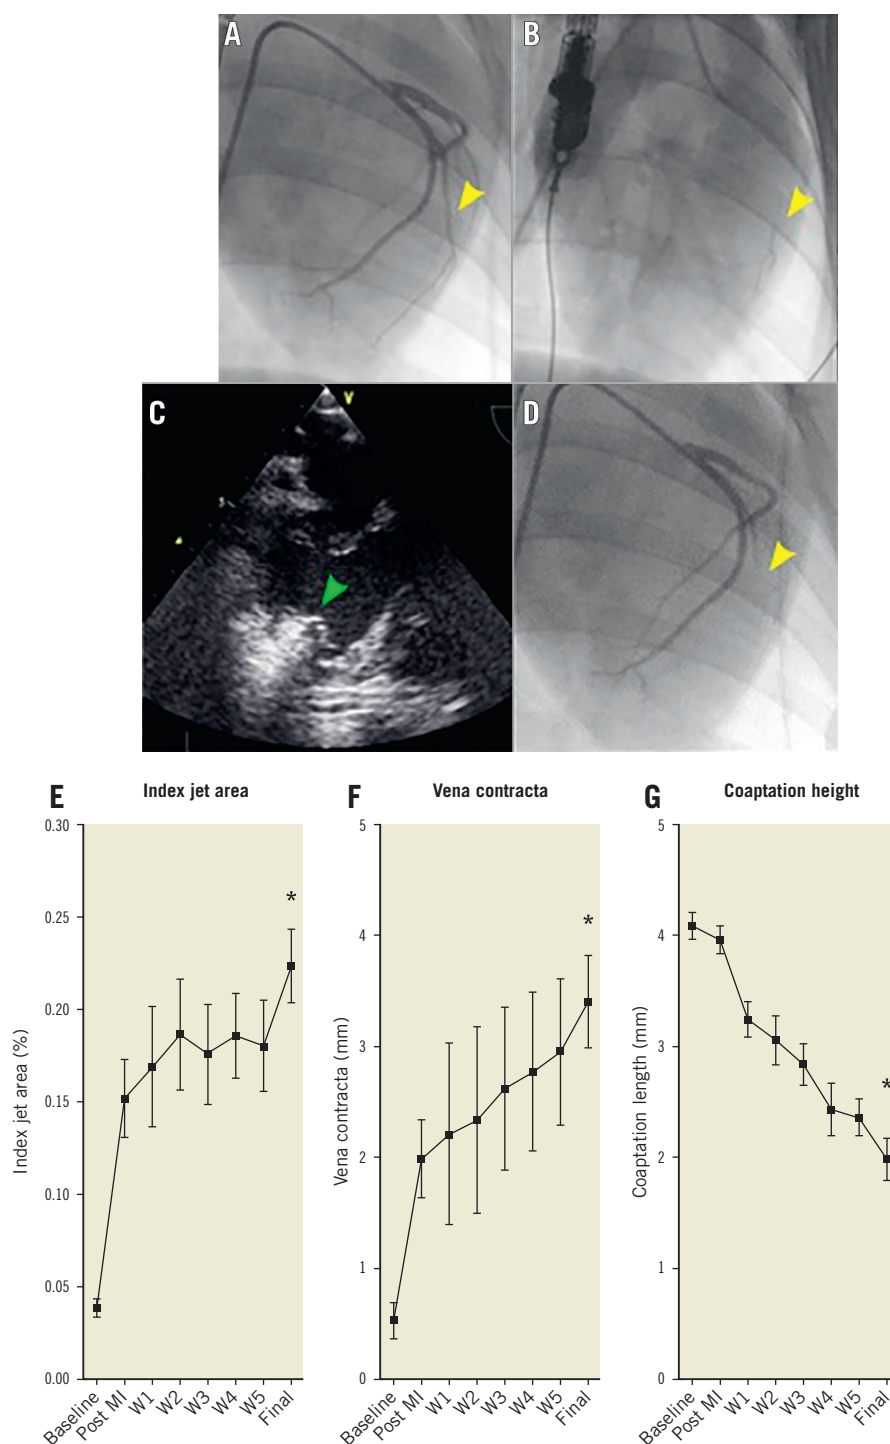 A
B
C
V
D
E
Index jet area
F
Vena contracta
G
Coaptation height
Index jet area (%)
0.30
0.25
0.20
0.15
0.10
0.05
0.00
*
Baseline
Post MI
W1
W2
W3
W4
W5
Final
Vena contracta (mm)
5
4
3
2
1
0
*
Baseline
Post MI
W1
W2
W3
W4
W5
Final
Coaptation length (mm)
5
4
3
2
1
0
*
Baseline
Post MI
W1
W2
W3
W4
W5
Final